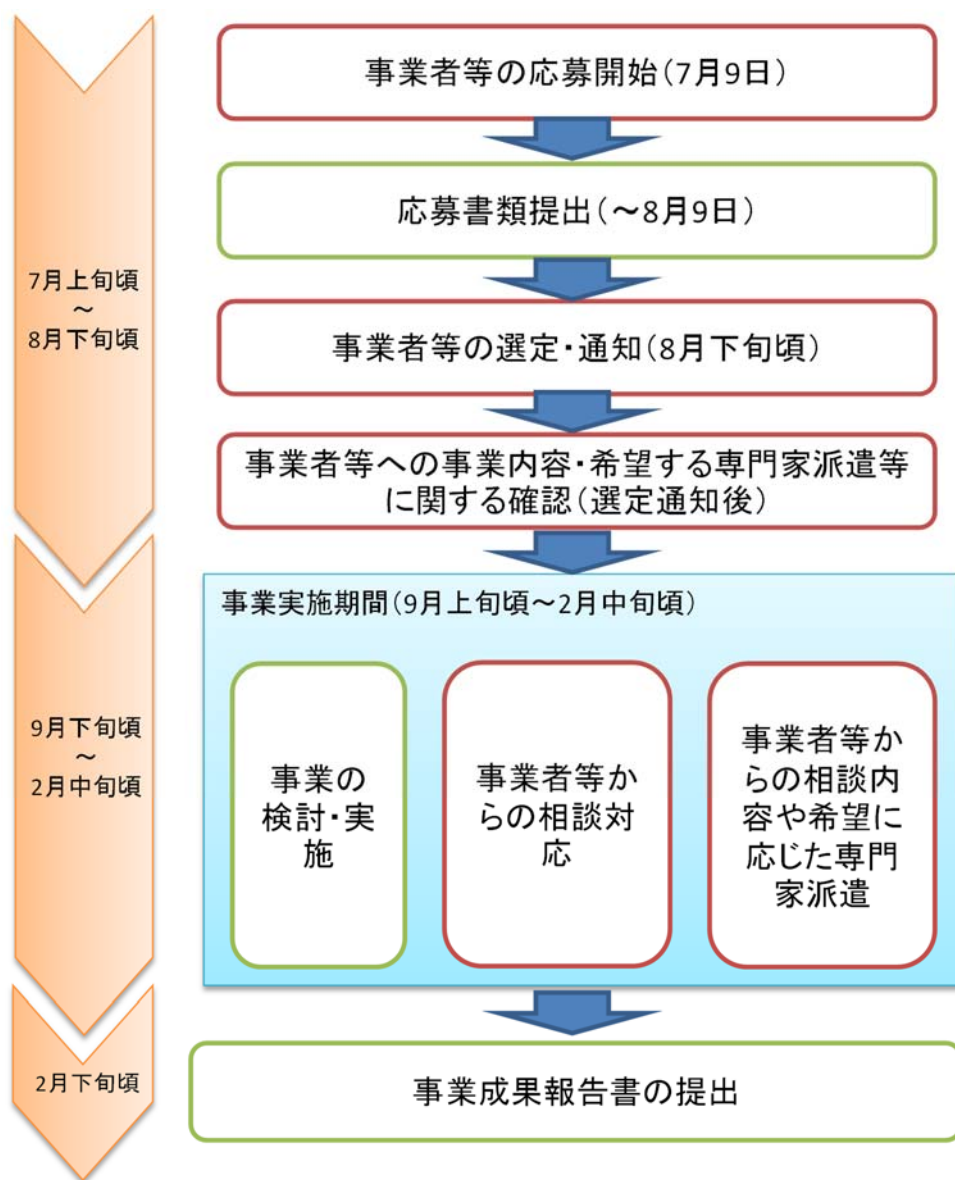 事業者等の応募開始(7月9日)
応募書類提出(～8月9日)
7月上旬頃
～
8月下旬頃
事業者等の選定・通知(8月下旬頃)
事業者等への事業内容・希望する専門家派遣等
に関する確認(選定通知後)
事業実施期間(9月上旬頃～2月中旬頃)
9月下旬頃
～
2月中旬頃
事業の
検討・実
施
事業者等
からの相談対
応
事業者等か
らの相談内
容や希望に
応じた専門
家派遣
2月下旬頃
事業成果報告書の提出